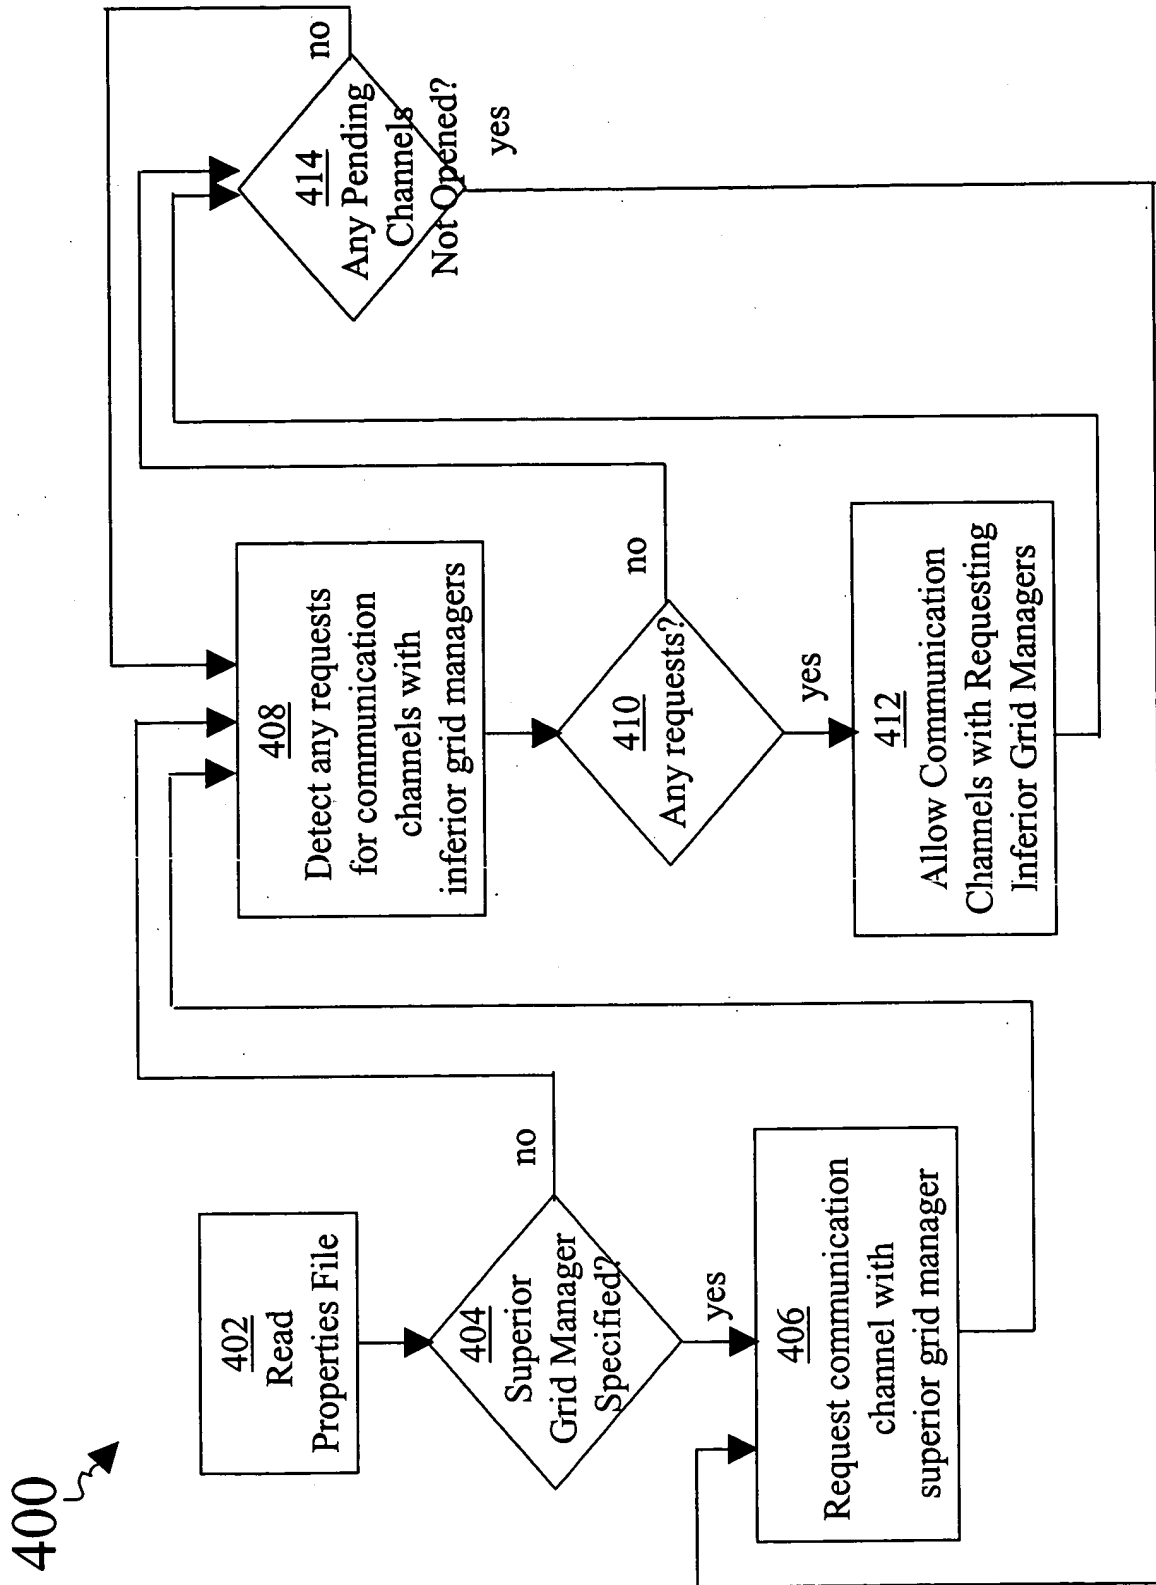 400
402
Read
Properties File
404
Superior
Grid Manager
Specified?
no
yes
406
Request communication
channel with
superior grid manager
408
Detect any requests
for communication
channels with
inferior grid managers
410
Any requests?
no
yes
412
Allow Communication
Channels with Requesting
Inferior Grid Managers
414
Any Pending
Channels
Not Opened?
no
yes